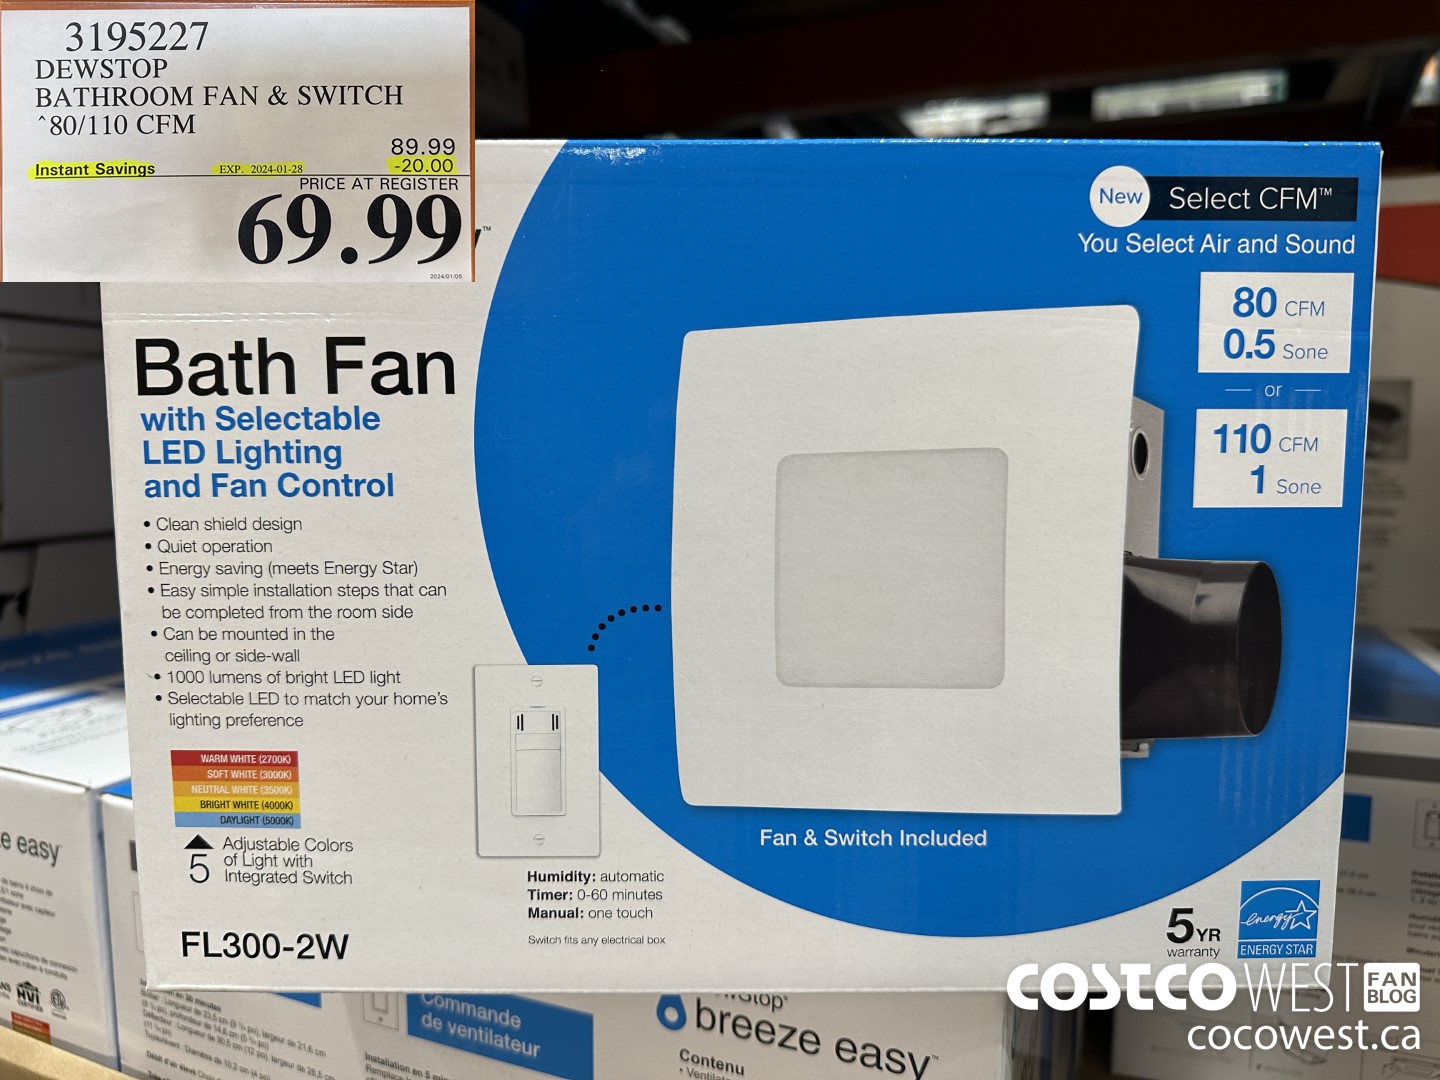 3195227
DEWSTOP
BATHROOM FAN & SWITCH
^80/110 CFM
89.99
Instant Savings EXP. 2024-01-28 -20.00
PRICE AT REGISTER
69.99
2024/01/05
New Select CFM™
You Select Air and Sound
80 CFM
0.5 Sone
or
110 CFM
1 Sone
Bath Fan
with Selectable
LED Lighting
and Fan Control
• Clean shield design
• Quiet operation
• Energy saving (meets Energy Star)
• Easy simple installation steps that can
be completed from the room side
• Can be mounted in the
ceiling or side-wall
• 1000 lumens of bright LED light
• Selectable LED to match your home's
lighting preference
WARM WHITE (2700K)
SOFT WHITE (3000K)
NEUTRAL WHITE (3500K)
BRIGHT WHITE (4000K)
DAYLIGHT (5000K)
5 Adjustable Colors
of Light with
Integrated Switch
FL300-2W
Fan & Switch Included
Humidity: automatic
Timer: 0-60 minutes
Manual: one touch
Switch fits any electrical box
5 YR
warranty
energy
ENERGY STAR
e easy
HVI
Commande
de ventilateur
breeze easy™
Contenu
COSTCO WEST FAN BLOG
cocowest.ca